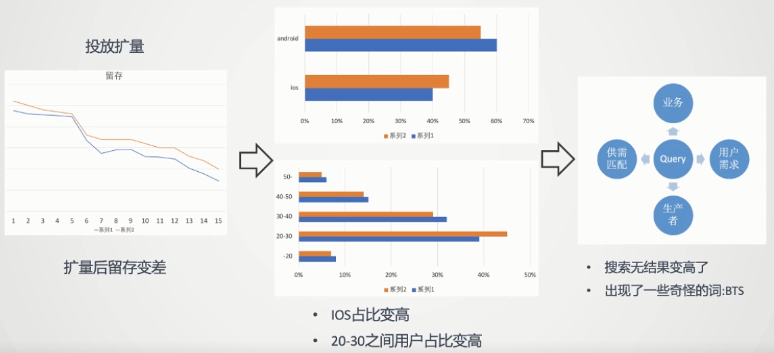 投放扩量
留存
1 2 3 4 5 6 7 8 9 10 11 12 13 14 15
系列1 系列2
扩量后留存变差
android
ios
0% 10% 20% 30% 40% 50% 60% 70%
系列2 系列1
50-
40-50
30-40
20-30
-20
0% 10% 20% 30% 40% 50%
系列2 系列1
• IOS占比变高
• 20-30之间用户占比变高
业务
供需
匹配
Query
用户
需求
生产
者
• 搜索无结果变高了
• 出现了一些奇怪的词:BTS